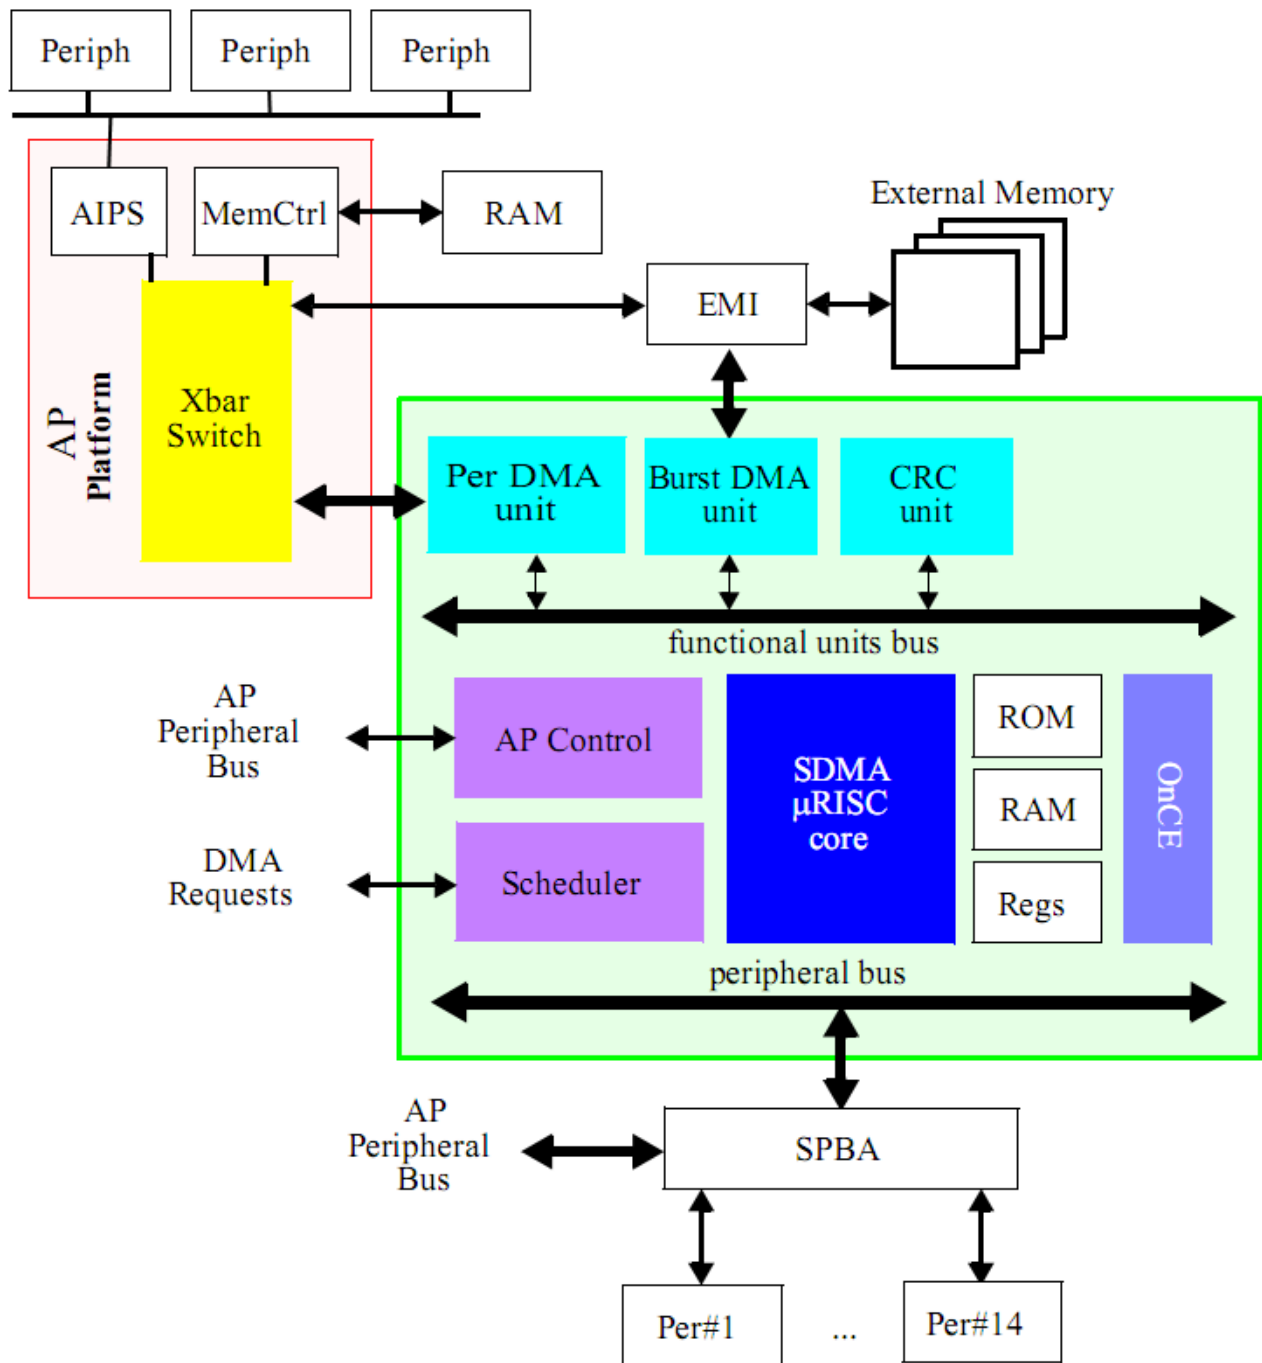 Periph
Periph
Periph
AIPS
MemCtrl
RAM
External Memory
EMI
Xbar
Switch
AP
Platform
Per DMA
unit
Burst DMA
unit
CRC
unit
functional units bus
AP
Peripheral
Bus
AP Control
SDMA
μRISC
core
ROM
RAM
Regs
OnCE
DMA
Requests
Scheduler
peripheral bus
AP
Peripheral
Bus
SPBA
Per#1
...
Per#14